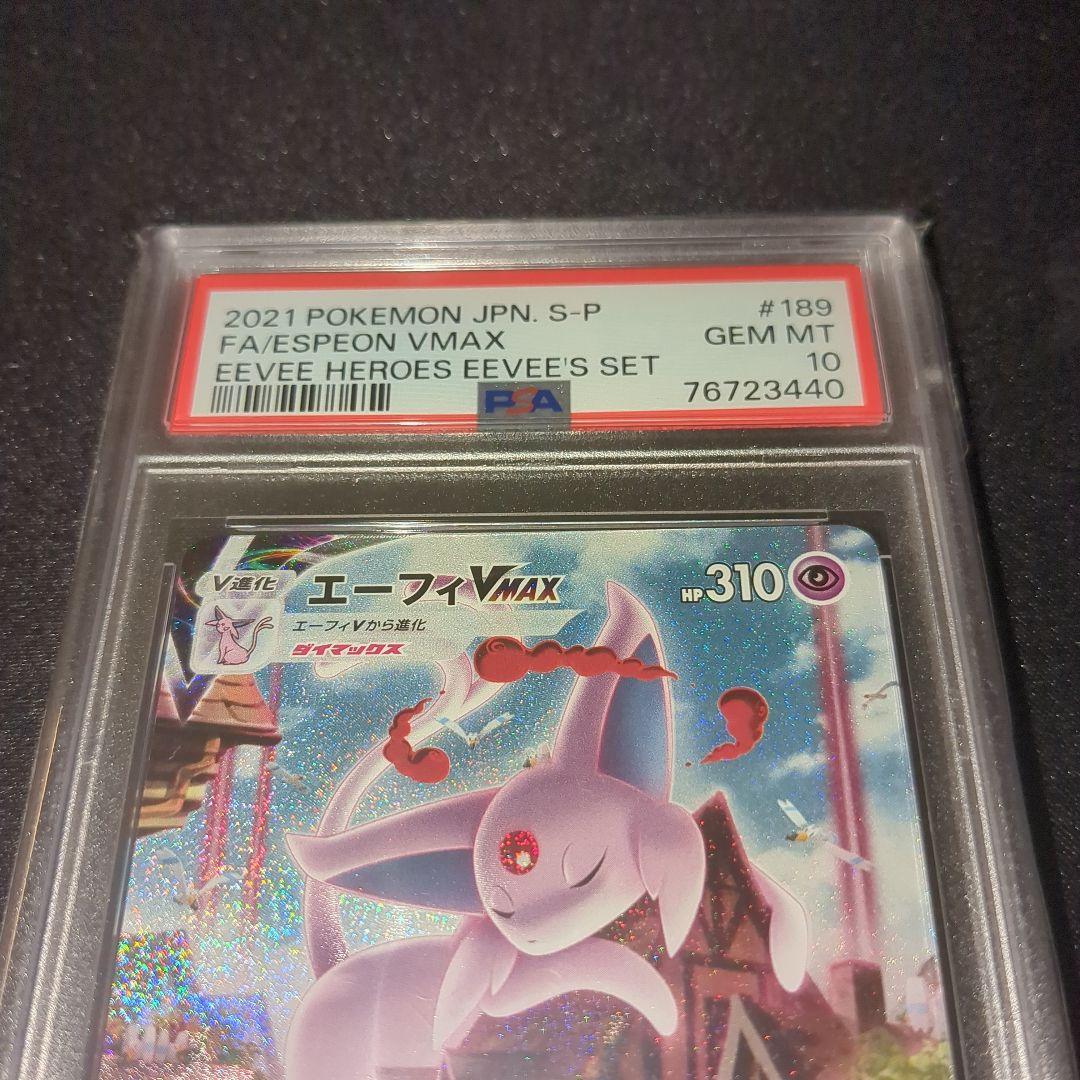 2021 POKEMON JPN. S-P #189
FA/ESPEON VMAX GEM MT
EEVEE HEROES EEVEE'S SET 10
PSA 76723440
V進化 エーフィVMAX HP 310
エーフィVから進化
ダイマックス